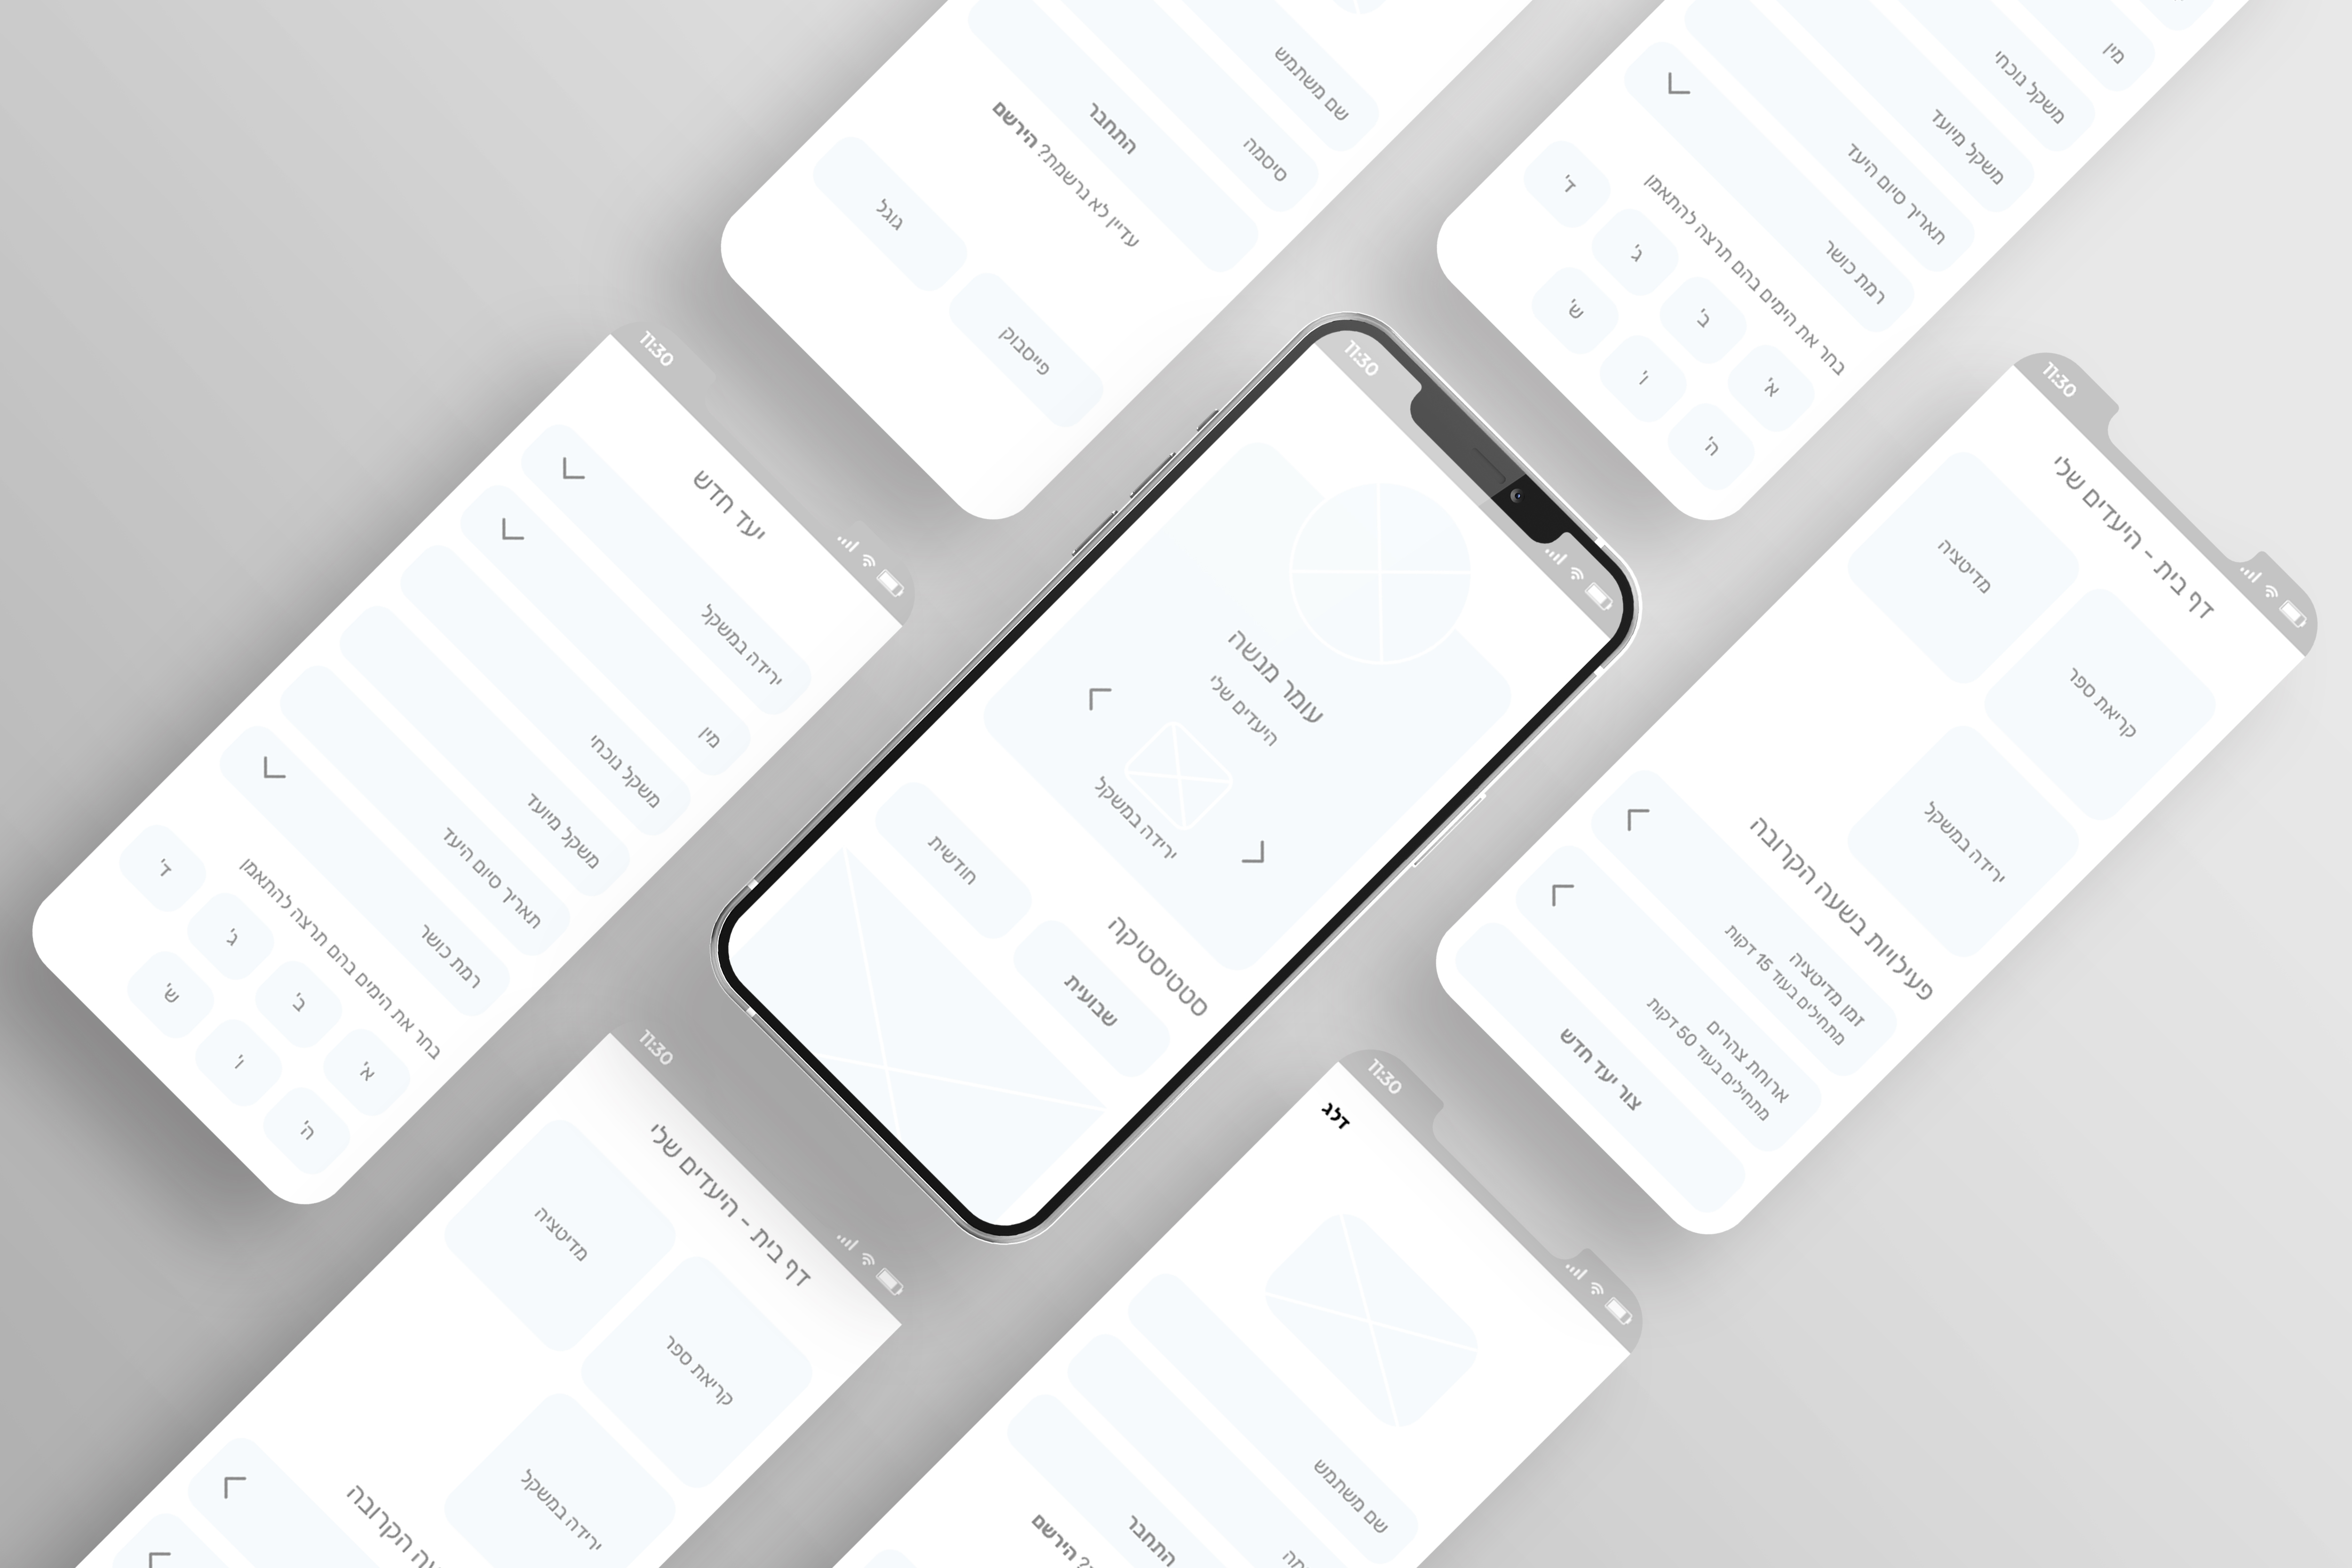 שם משתמש
סיסמה
התחבר
עדיין לא נרשמת? הירשם
פייסבוק
גוגל
מין
משקל נוכחי
משקל מיועד
תאריך סיום היעד
רמת כושר
בחר את הימים בהם תרצה להתאמן
א'
ב'
ג'
ד'
ה'
ו'
ש'
11:30
יעד חדש
ירידה במשקל
מין
משקל נוכחי
משקל מיועד
תאריך סיום היעד
רמת כושר
בחר את הימים בהם תרצה להתאמן
א'
ב'
ג'
ד'
ה'
ו'
ש'
11:30
עומר מנשה
היעדים שלי
ירידה במשקל
סטטיסטיקה
שבועית
חודשית
11:30
דף בית - היעדים שלי
קריאת ספר
מדיטציה
ירידה במשקל
פעילויות בשעה הקרובה
זמן מדיטציה
מתחילים בעוד 15 דקות
ארוחת צהרים
מתחילים בעוד 50 דקות
צור יעד חדש
11:30
דף בית - היעדים שלי
קריאת ספר
מדיטציה
ירידה במשקל
הקרובה
11:30
דלג
שם משתמש
התחבר
הירשם